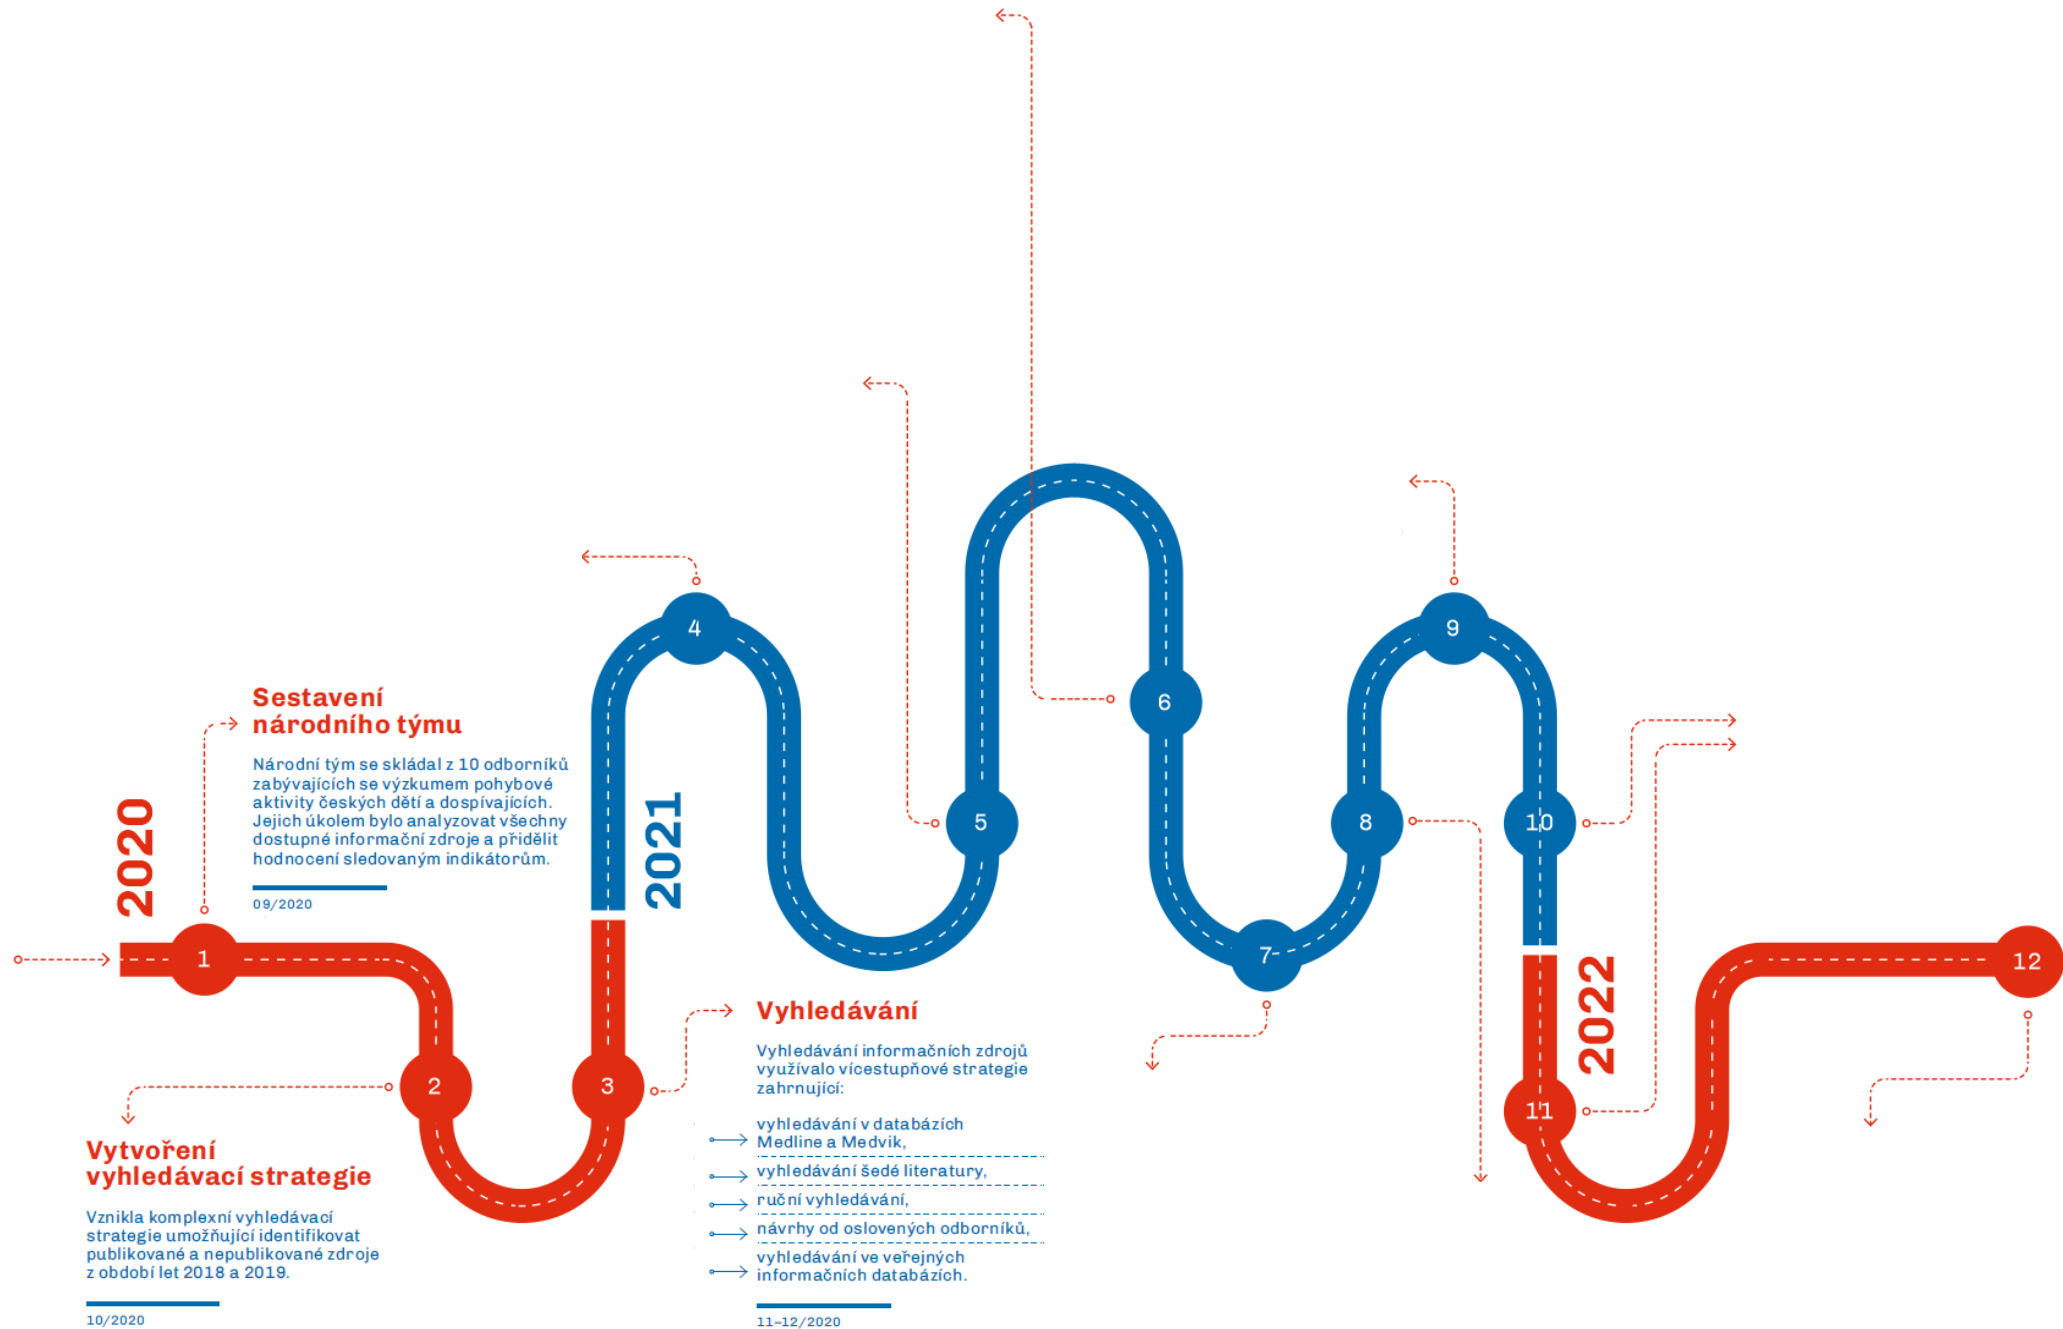 2020
1
Sestavení
národního týmu
Národní tým se skládal z 10 odborníků
zabývajících se výzkumem pohybové
aktivity českých dětí a dospívajících.
Jejich úkolem bylo analyzovat všechny
dostupné informační zdroje a přidělit
hodnocení sledovaným indikátorům.
09/2020
2
Vytvoření
vyhledávací strategie
Vznikla komplexní vyhledávací
strategie umožňující identifikovat
publikované a nepublikované zdroje
z období let 2018 a 2019.
10/2020
3
Vyhledávání
Vyhledávání informačních zdrojů
využívalo vícestupňové strategie
zahrnující:
vyhledávání v databázích
Medline a Medvik,
vyhledávání šedé literatury,
ruční vyhledávání,
návrhy od oslovených odborníků,
vyhledávání ve veřejných
informačních databázích.
11–12/2020
2021
4
5
6
7
8
9
10
2022
11
12